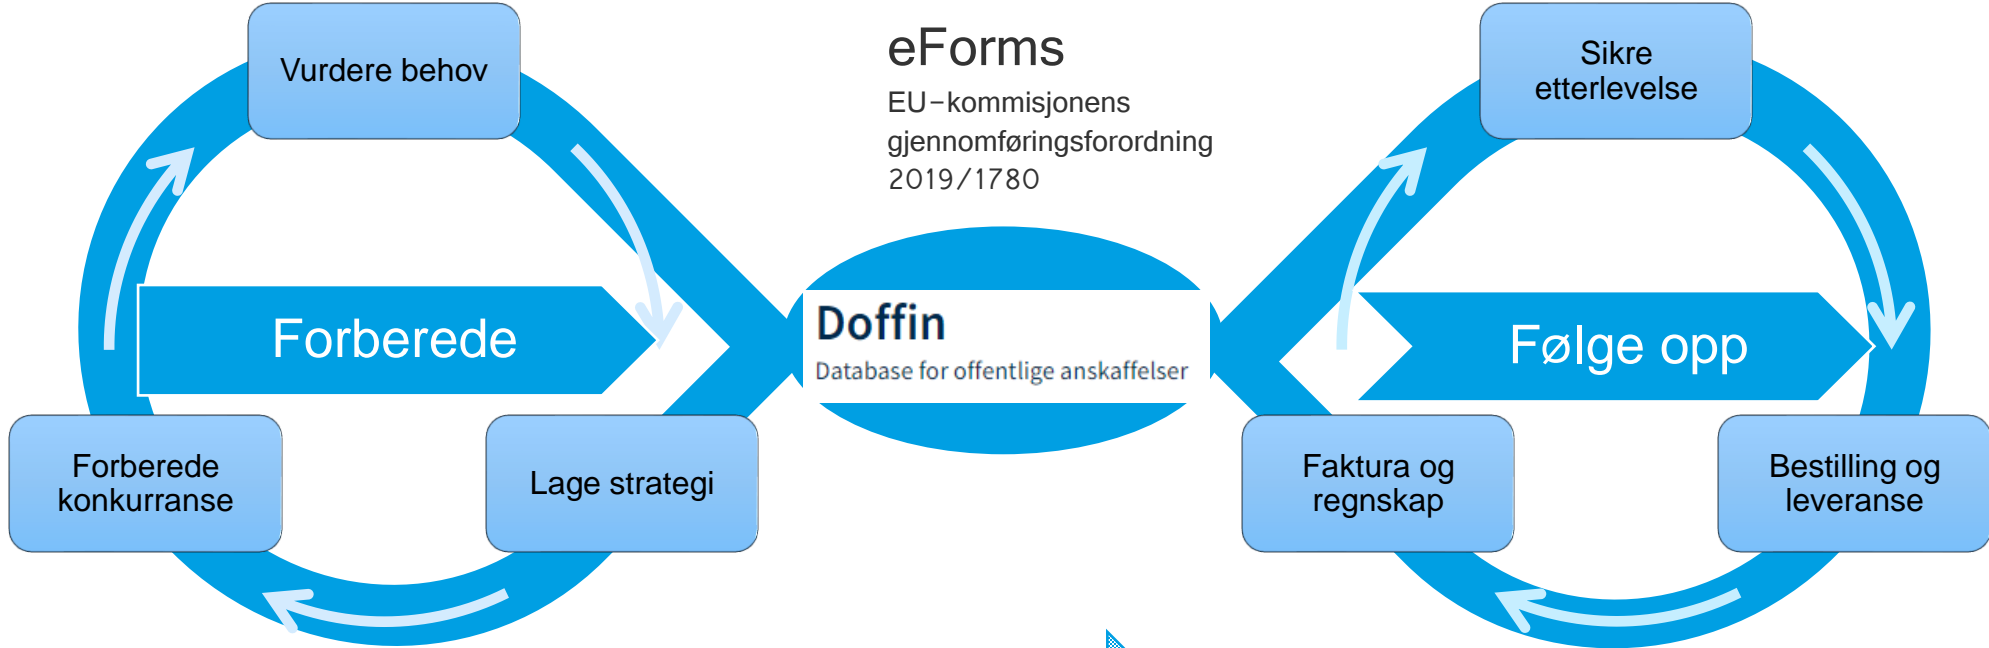 Vurdere behov
Forberede
Forberede
konkurranse
Lage strategi
eForms
EU-kommisjonens
gjennomføringsforordning
2019/1780
Doffin
Database for offentlige anskaffelser
Sikre
etterlevelse
Følge opp
Faktura og
regnskap
Bestilling og
leveranse